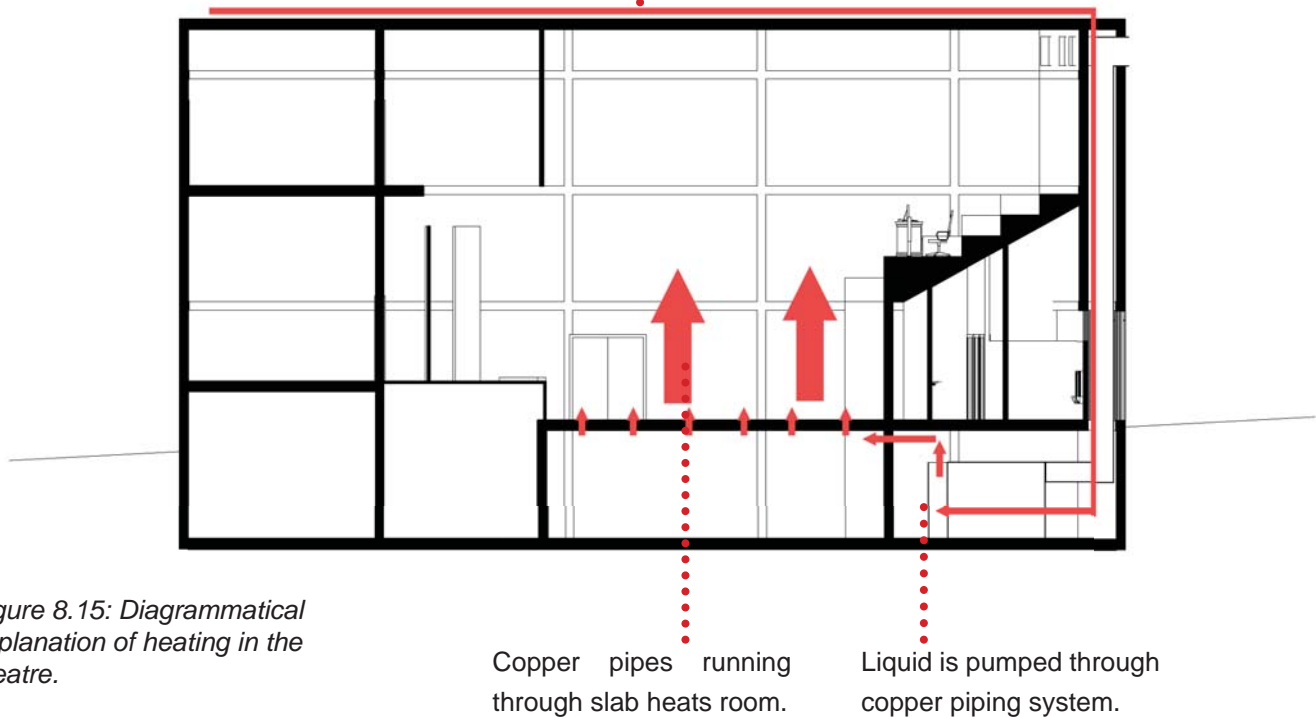 gure 8.15: Diagrammatical
planation of heating in the
eatre.
Copper pipes running
through slab heats room.
Liquid is pumped through
copper piping system.